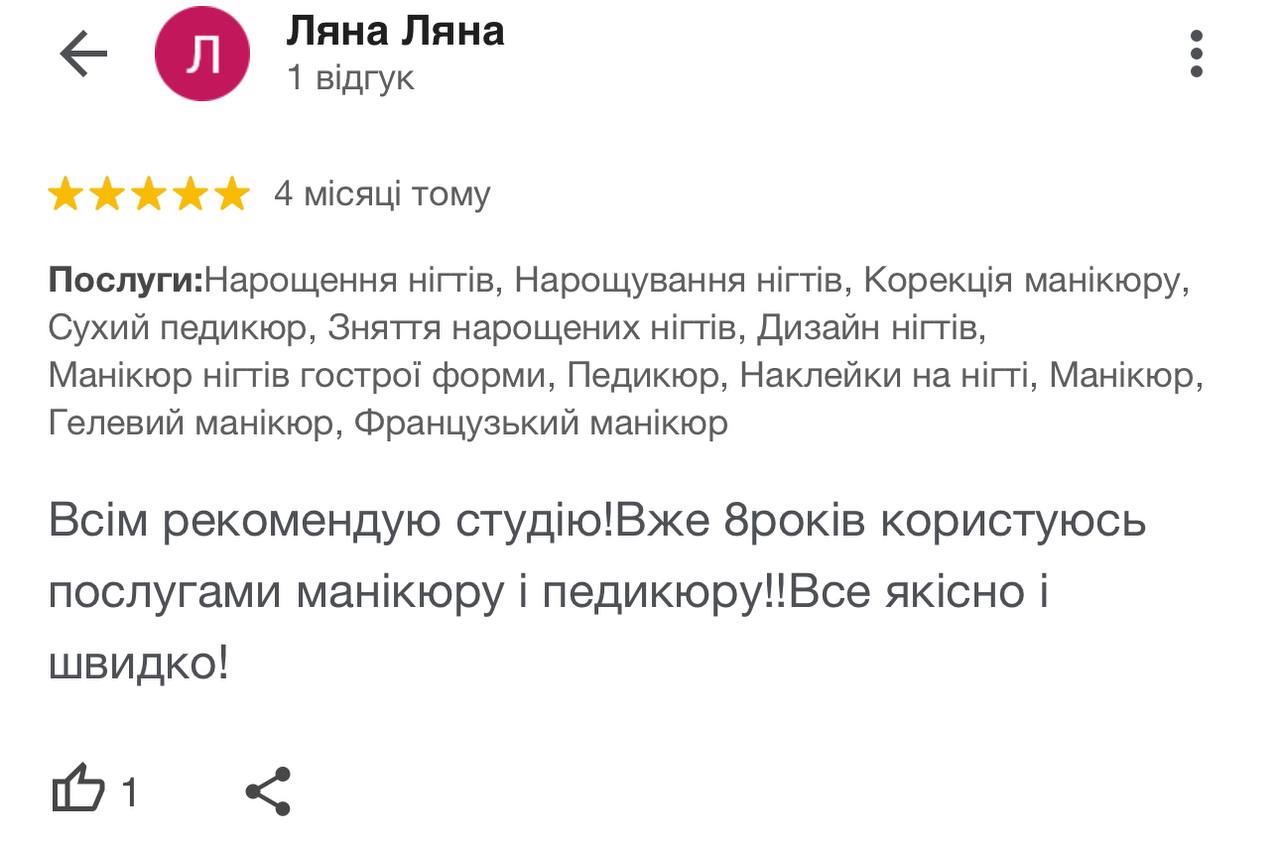 Л
Ляна Ляна
1 відгук
4 місяці тому
Послуги:Нарощення нігтів, Нарощування нігтів, Корекція манікюру,
Сухий педикюр, Зняття нарощених нігтів, Дизайн нігтів,
Манікюр нігтів гострої форми, Педикюр, Наклейки на нігті, Манікюр,
Гелевий манікюр, Французький манікюр
Всім рекомендую студію!Вже 8років користуюсь
послугами манікюру і педикюру!!Все якісно і
швидко!
1